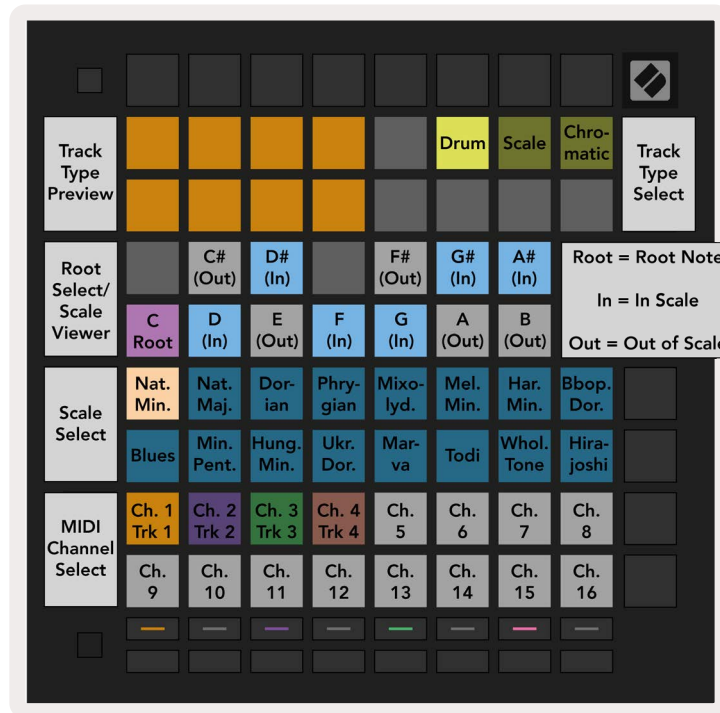 Track
Type
Preview
Drum
Scale
Chro-
matic
Track
Type
Select
Root
Select/
Scale
Viewer
C#
(Out)
D#
(In)
F#
(Out)
G#
(In)
A#
(In)
C
Root
D
(In)
E
(Out)
F
(In)
G
(In)
A
(Out)
B
(Out)
Root = Root Note
In = In Scale
Out = Out of Scale
Scale
Select
Nat.
Min.
Nat.
Maj.
Dor-
ian
Phry-
gian
Mixo-
lyd.
Mel.
Min.
Har.
Min.
Bbop.
Dor.
Blues
Min.
Pent.
Hung.
Min.
Ukr.
Dor.
Mar-
va
Todi
Whol.
Tone
Hira-
joshi
MIDI
Channel
Select
Ch. 1
Trk 1
Ch. 2
Trk 2
Ch. 3
Trk 3
Ch. 4
Trk 4
Ch.
5
Ch.
6
Ch.
7
Ch.
8
Ch.
9
Ch.
10
Ch.
11
Ch.
12
Ch.
13
Ch.
14
Ch.
15
Ch.
16